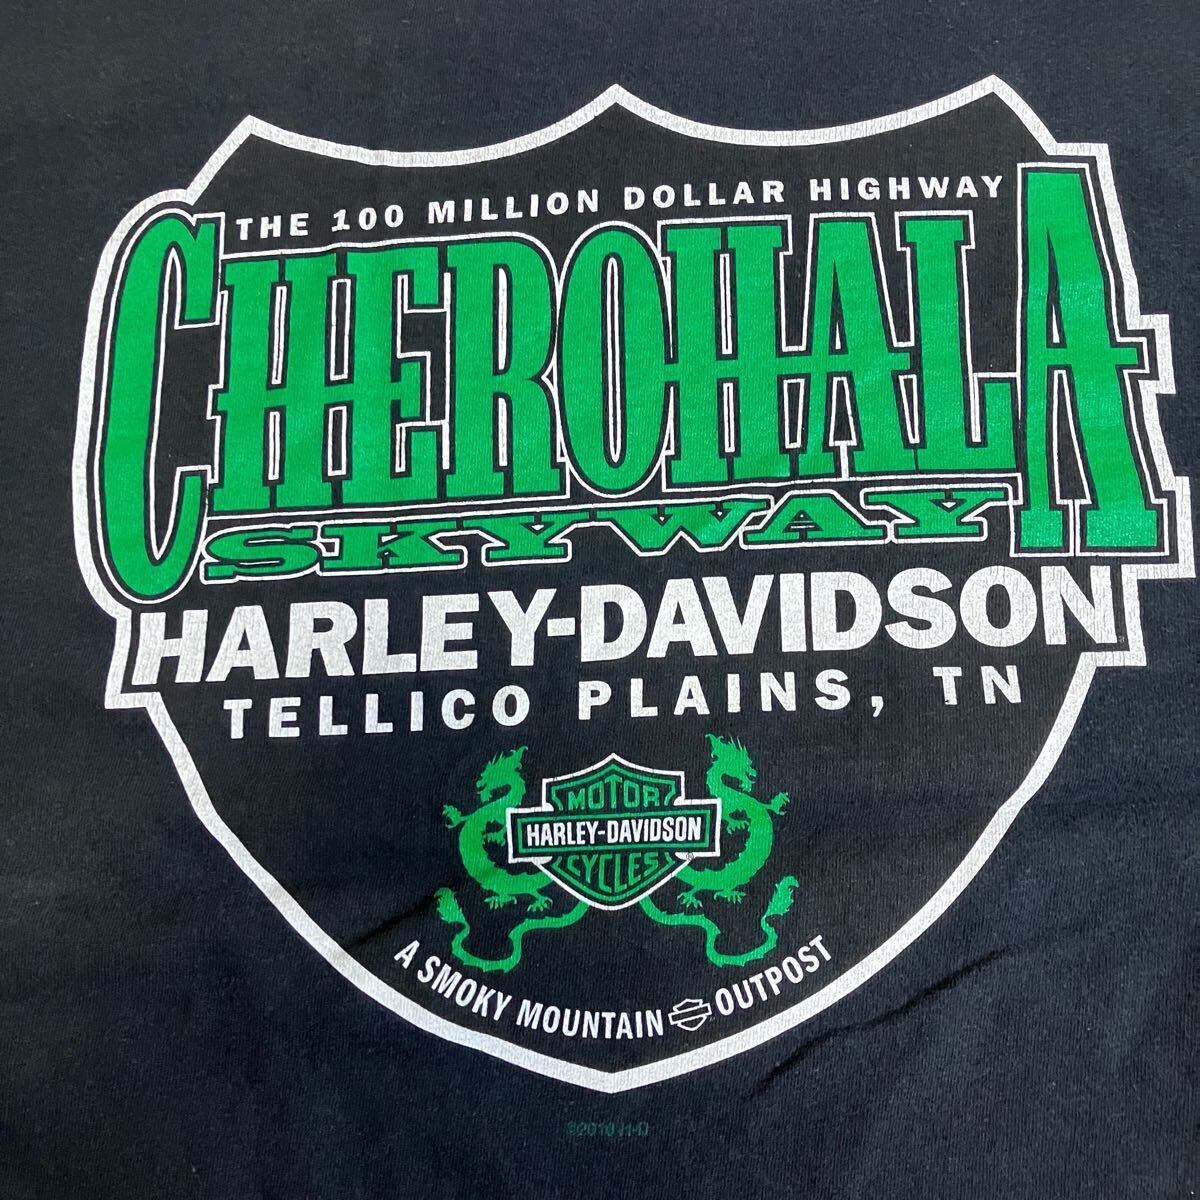 THE 100 MILLION DOLLAR HIGHWAY
CHEROHALA
SKYWAY
HARLEY-DAVIDSON
TELLICO PLAINS, TN
MOTOR
HARLEY-DAVIDSON
CYCLES
®
A SMOKY MOUNTAIN OUTPOST
©2010 H-D